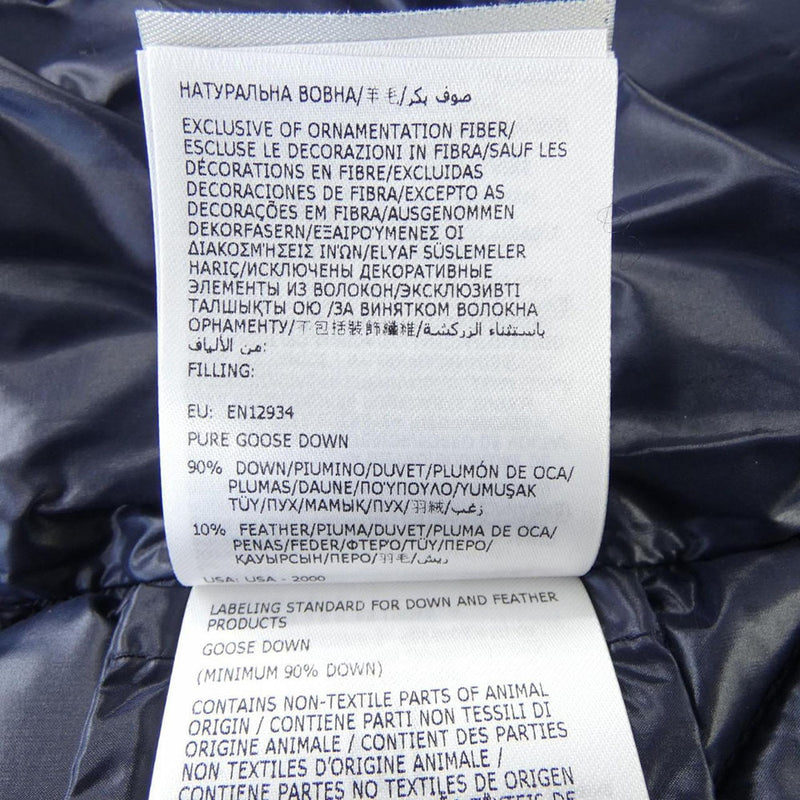 НАТУРАЛЬНА ВОВНА/羊毛/صوف بكر
EXCLUSIVE OF ORNAMENTATION FIBER/
ESCLUSE LE DECORAZIONI IN FIBRA/SAUF LES
DÉCORATIONS EN FIBRE/EXCLUIDAS
DECORACIONES DE FIBRA/EXCEPTO AS
DECORAÇÕES EM FIBRA/AUSGENOMMEN
DEKORFASERN/ΕΞΑΙΡΟΎΜΕΝΕΣ ΟΙ
ΔΙΑΚΟΣΜΉΣΕΙΣ ΙΝΏΝ/ELYAF SÜSLEMELER
HARIÇ/ИСКЛЮЧЕНЫ ДЕКОРАТИВНЫЕ
ЭЛЕМЕНТЫ ИЗ ВОЛОКОН/ЭКСКЛЮЗИВТІ
ТАЛШЫҚТЫ ОЮ /ЗА ВИНЯТКОМ ВОЛОКНА
ОРНАМЕНТУ/不包括裝飾纖維/باستثناء الزركشة
من الألياف:
FILLING:
EU: EN12934
PURE GOOSE DOWN
90% DOWN/PIUMINO/DUVET/PLUMÓN DE OCA/
PLUMAS/DAUNE/ΠΟΎΠΟΥΛΟ/YUMUŞAK
TÜY/ПУХ/МАМЫҚ/ПУХ/羽絨/زغب/
10% FEATHER/PIUMA/DUVET/PLUMA DE OCA/
PENAS/FEDER/ΦΤΕΡΌ/TÜY/ПЕРО/
ҚАУЫРСЫН/ПЕРО/羽毛/ريش/
USA: USA - 2000
LABELING STANDARD FOR DOWN AND FEATHER
PRODUCTS
GOOSE DOWN
(MINIMUM 90% DOWN)
CONTAINS NON-TEXTILE PARTS OF ANIMAL
ORIGIN / CONTIENE PARTI NON TESSILI DI
ORIGINE ANIMALE / CONTIENT DES PARTIES
NON TEXTILES D'ORIGINE ANIMALE /
CONTIENE PARTES NO TEXTILES DE ORIGEN